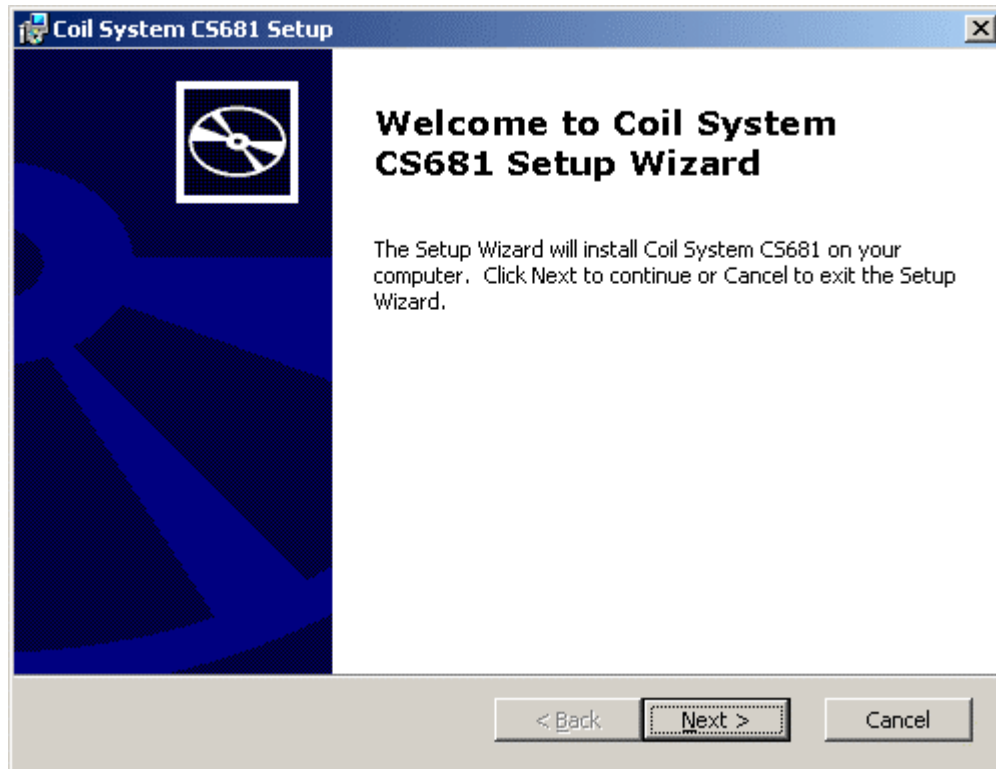 Coil System CS681 Setup
Welcome to Coil System
CS681 Setup Wizard
The Setup Wizard will install Coil System CS681 on your
computer.  Click Next to continue or Cancel to exit the Setup
Wizard.
< Back
Next >
Cancel